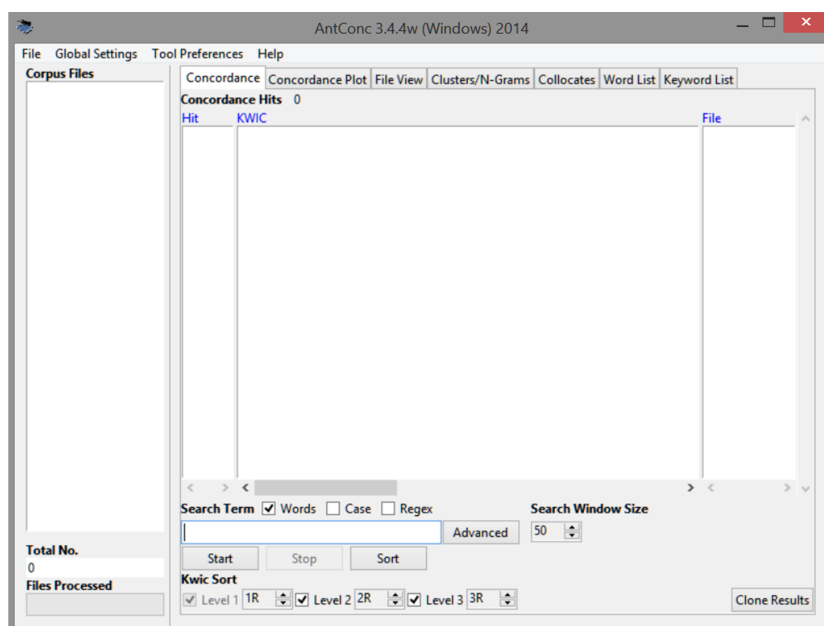 AntConc 3.4.4w (Windows) 2014
File Global Settings Tool Preferences Help
Corpus Files
Concordance Concordance Plot File View Clusters/N-Grams Collocates Word List Keyword List
Concordance Hits 0
Hit KWIC File
Search Term Words Case Regex Search Window Size
Advanced 50
Total No.
0
Start Stop Sort
Files Processed
Kwic Sort
Level 1 1R Level 2 2R Level 3 3R Clone Results